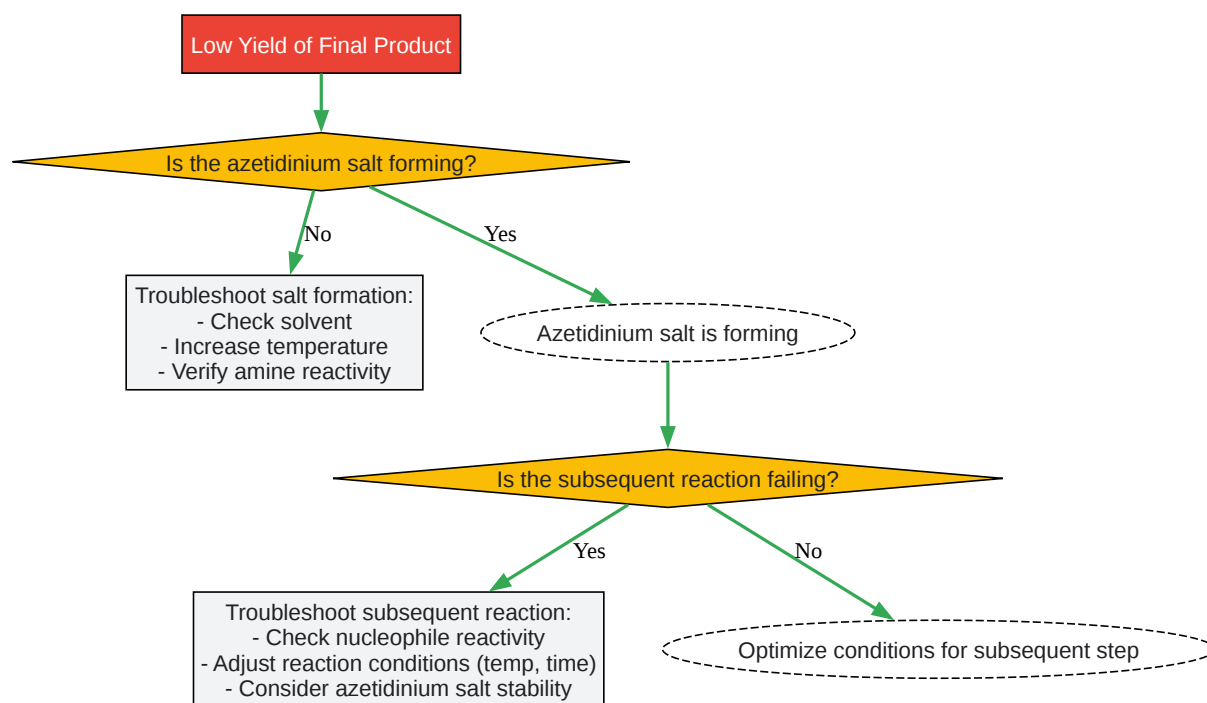 Low Yield of Final Product
Is the azetidinium salt forming?
No
Yes
Troubleshoot salt formation:
- Check solvent
- Increase temperature
- Verify amine reactivity
Azetidinium salt is forming
Is the subsequent reaction failing?
Yes
No
Troubleshoot subsequent reaction:
- Check nucleophile reactivity
- Adjust reaction conditions (temp, time)
- Consider azetidinium salt stability
Optimize conditions for subsequent step